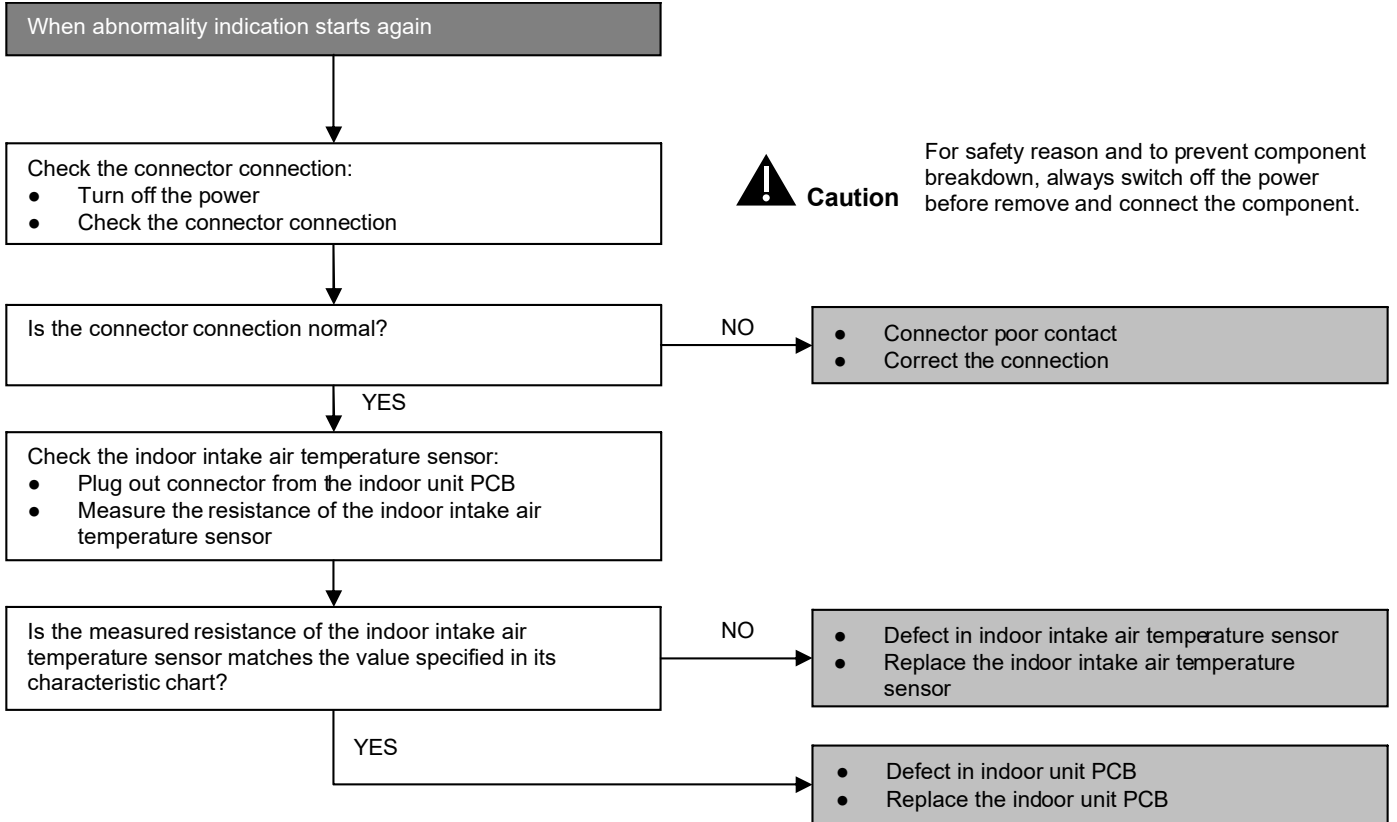 When abnormality indication starts again
Check the connector connection:
● Turn off the power
● Check the connector connection
Caution
For safety reason and to prevent component
breakdown, always switch off the power
before remove and connect the component.
Is the connector connection normal?
NO
● Connector poor contact
● Correct the connection
YES
Check the indoor intake air temperature sensor:
● Plug out connector from the indoor unit PCB
● Measure the resistance of the indoor intake air
temperature sensor
Is the measured resistance of the indoor intake air
temperature sensor matches the value specified in its
characteristic chart?
NO
● Defect in indoor intake air temperature sensor
● Replace the indoor intake air temperature
sensor
YES
● Defect in indoor unit PCB
● Replace the indoor unit PCB